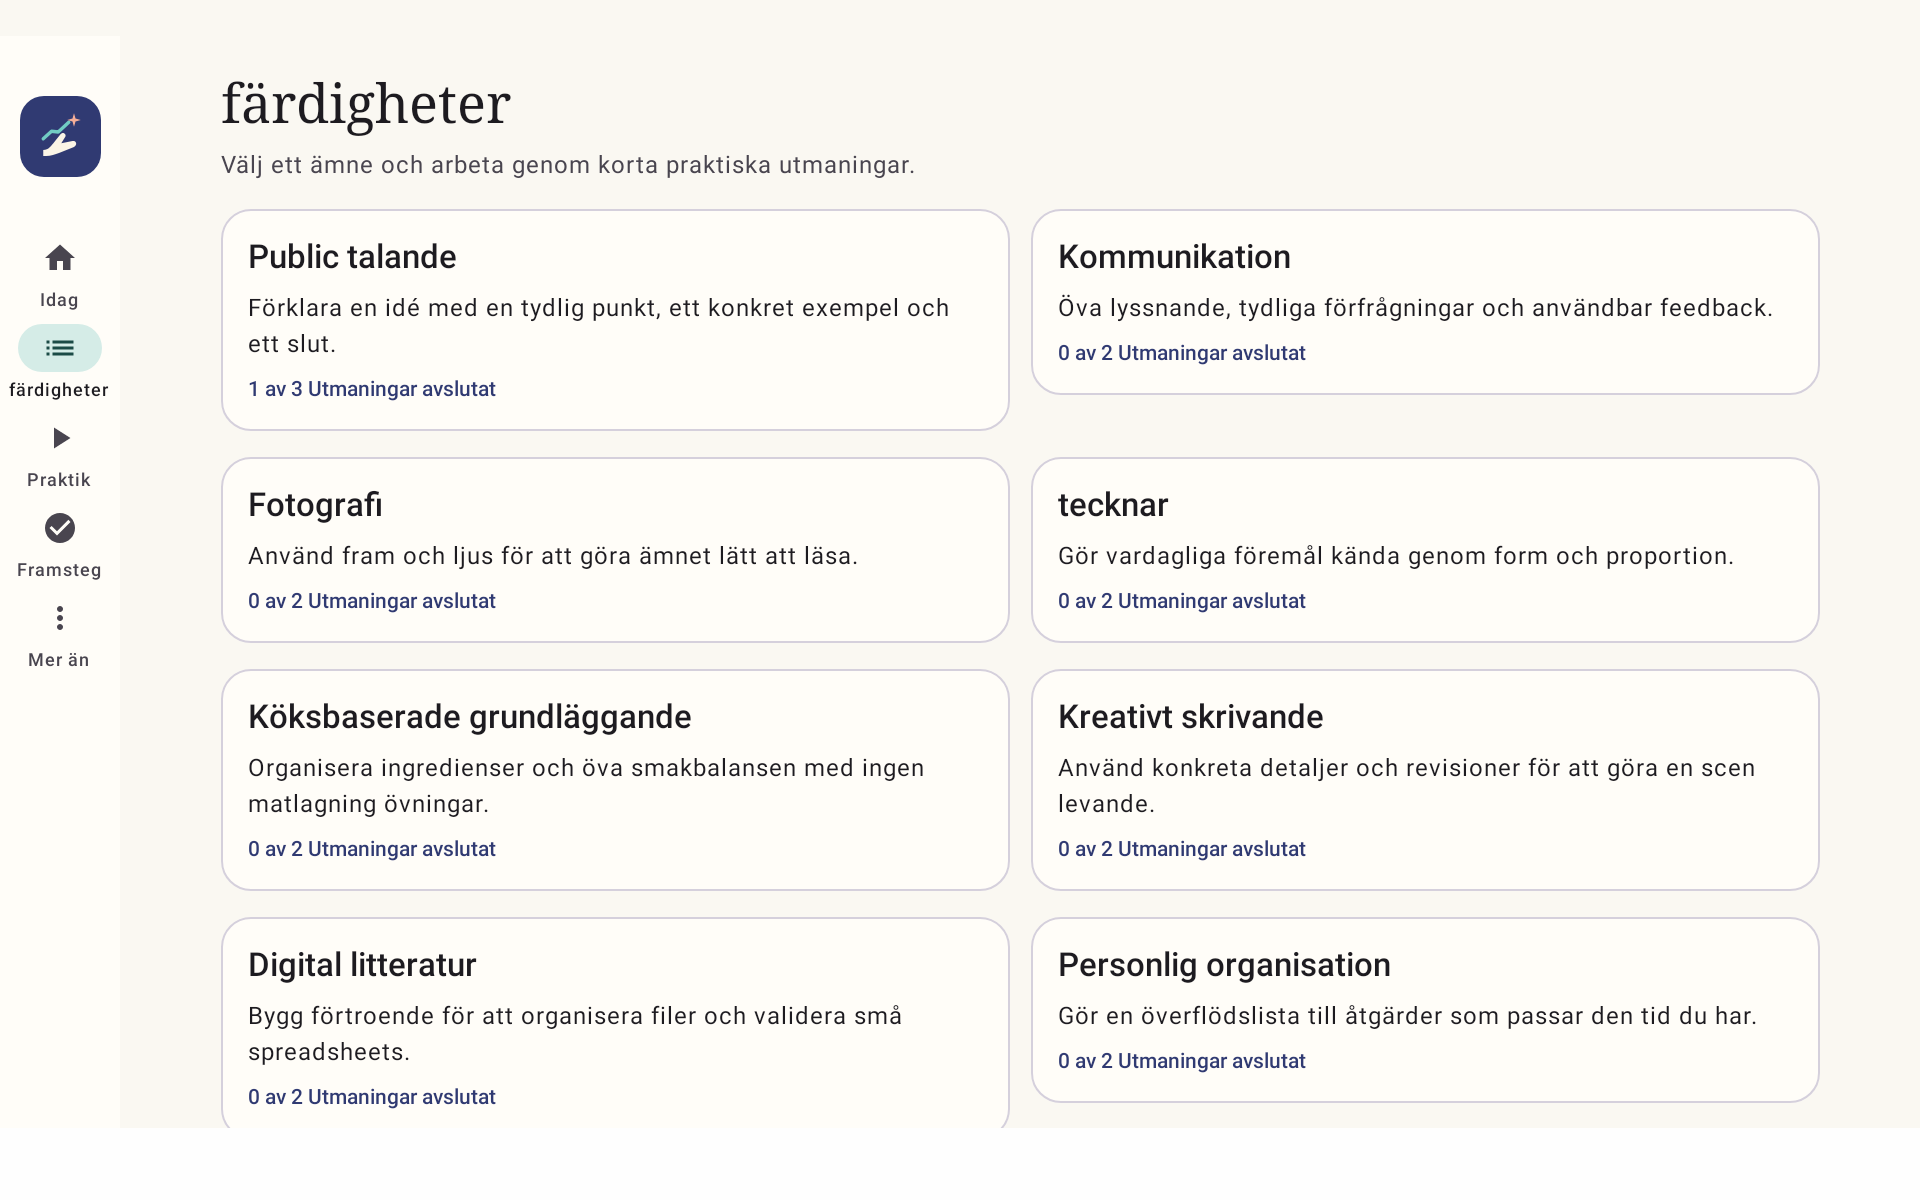 färdigheter
Välj ett ämne och arbeta genom korta praktiska utmaningar.
Idag
färdigheter
Praktik
Framsteg
Mer än
Public talande
Förklara en idé med en tydlig punkt, ett konkret exempel och
ett slut.
1 av 3 Utmaningar avslutat
Kommunikation
Öva lyssnande, tydliga förfrågningar och användbar feedback.
0 av 2 Utmaningar avslutat
Fotografi
Använd fram och ljus för att göra ämnet lätt att läsa.
0 av 2 Utmaningar avslutat
tecknar
Gör vardagliga föremål kända genom form och proportion.
0 av 2 Utmaningar avslutat
Köksbaserade grundläggande
Organisera ingredienser och öva smakbalansen med ingen
matlagning övningar.
0 av 2 Utmaningar avslutat
Kreativt skrivande
Använd konkreta detaljer och revisioner för att göra en scen
levande.
0 av 2 Utmaningar avslutat
Digital litteratur
Bygg förtroende för att organisera filer och validera små
spreadsheets.
0 av 2 Utmaningar avslutat
Personlig organisation
Gör en överflödslista till åtgärder som passar den tid du har.
0 av 2 Utmaningar avslutat